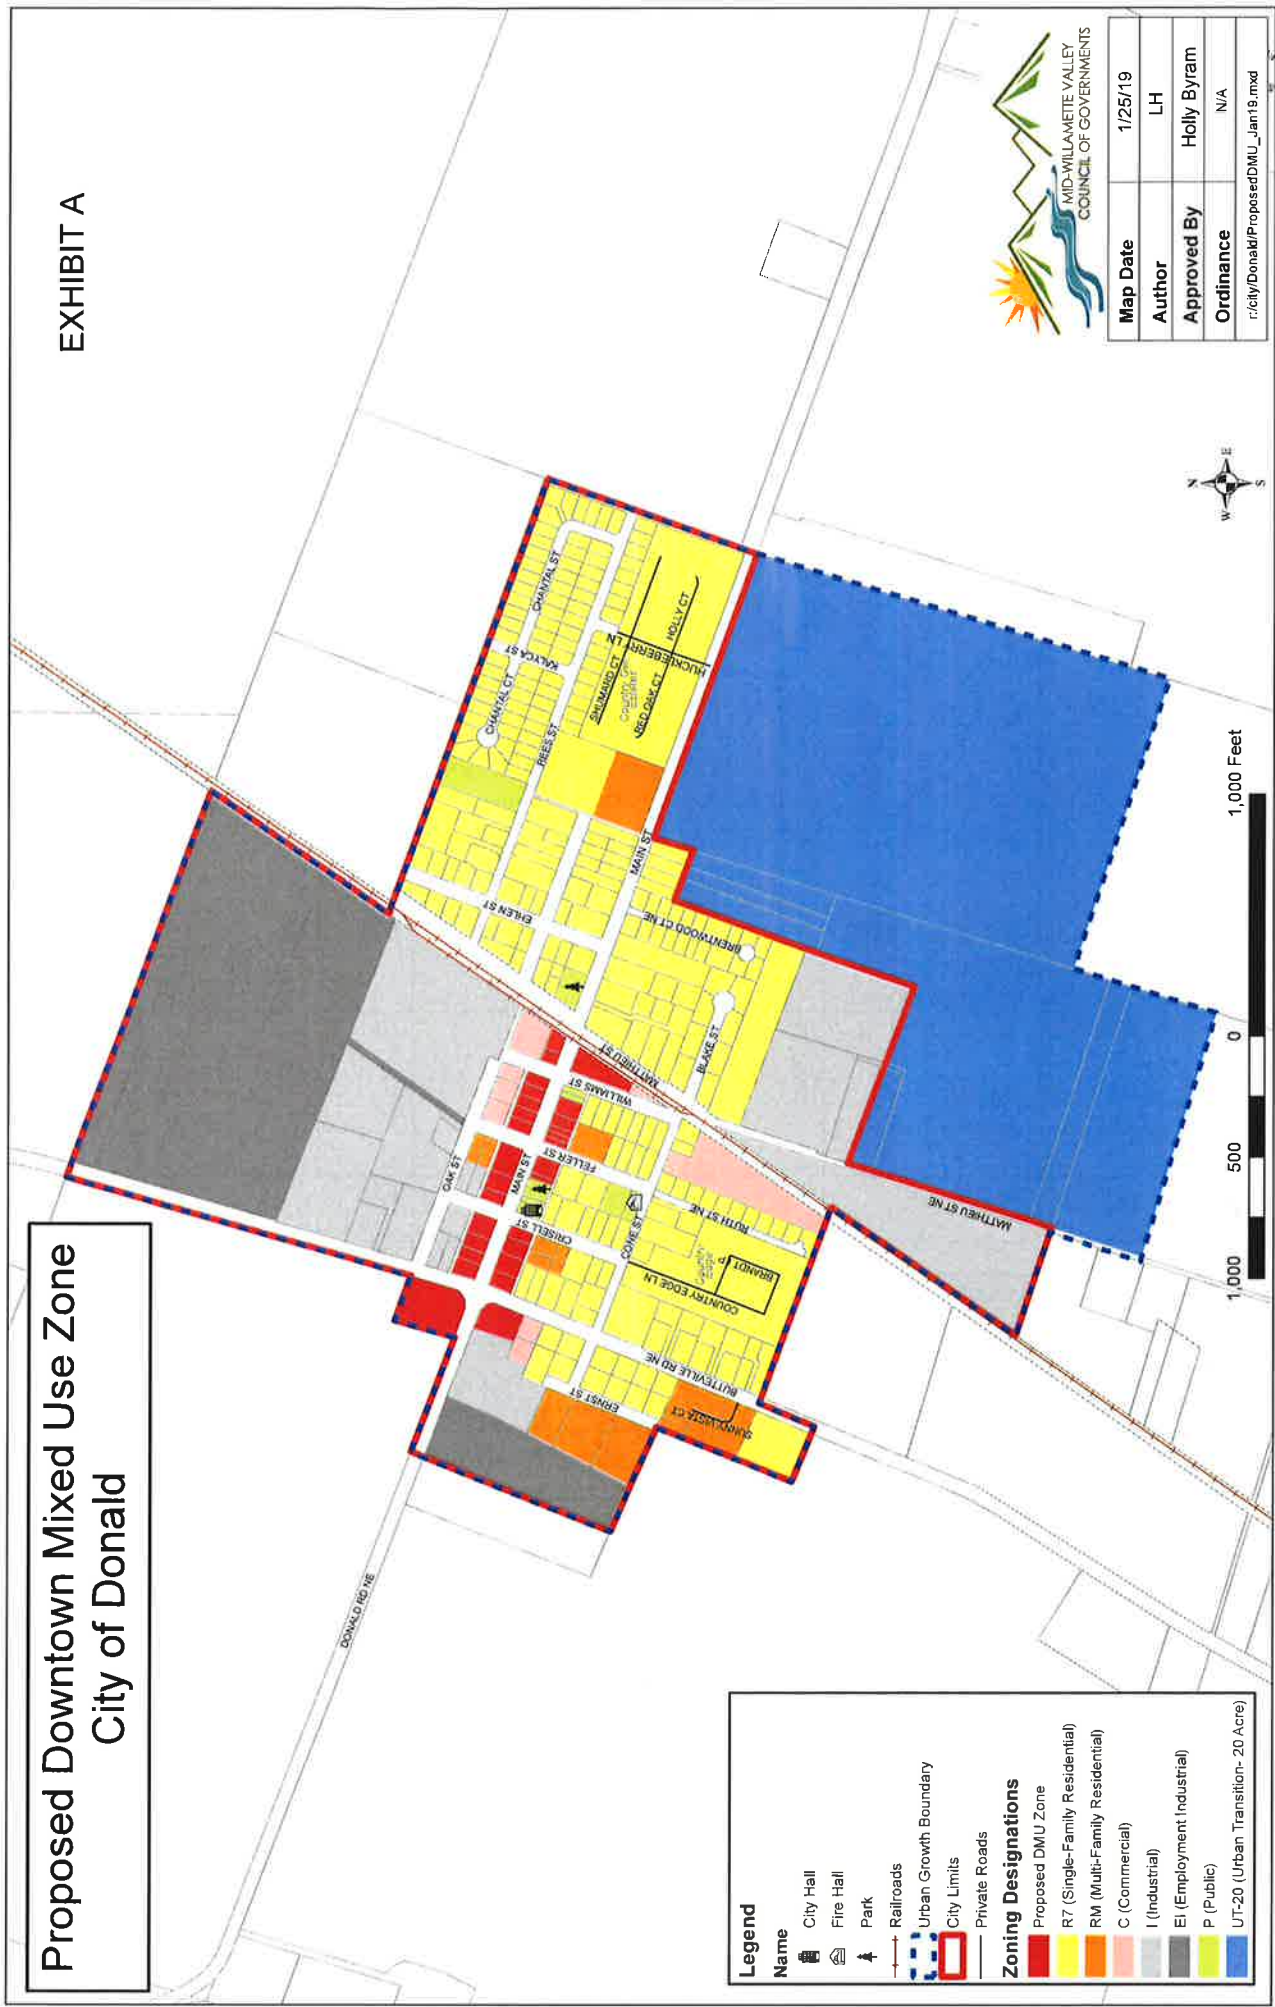 EXHIBIT A
Proposed Downtown Mixed Use Zone
City of Donald
DONALD RD NE
OAK ST
MAIN ST
WILLIAMS ST
MATTHIEU ST
FELLER ST
CRISELL ST
CONE ST
RUTH ST NE
COUNTRY EDGE LN
Country
Edge
P
BRANDT
BUTTEVILLE RD NE
ERNST ST
SUNNY VISTA CT
EHLEN ST
REES ST
CHANTAL CT
CHANTAL ST
KALYCA ST
SHUMARD CT
RED OAK CT
HUCKLEBERRY LN
HOLLY CT
MAIN ST
BRENTWOOD CT NE
BLAKE ST
MATTHIEU ST NE
Legend
Name
City Hall
Fire Hall
Park
Railroads
Urban Growth Boundary
City Limits
Private Roads
Zoning Designations
Proposed DMU Zone
R7 (Single-Family Residential)
RM (Multi-Family Residential)
C (Commercial)
I (Industrial)
EI (Employment Industrial)
P (Public)
UT-20 (Urban Transition- 20 Acre)
1,000 500 0 1,000 Feet
N
W E
S
MID-WILLAMETTE VALLEY
COUNCIL OF GOVERNMENTS
Map Date 1/25/19
Author LH
Approved By Holly Byram
Ordinance N/A
r:/city/Donald/ProposedDMU_Jan19.mxd